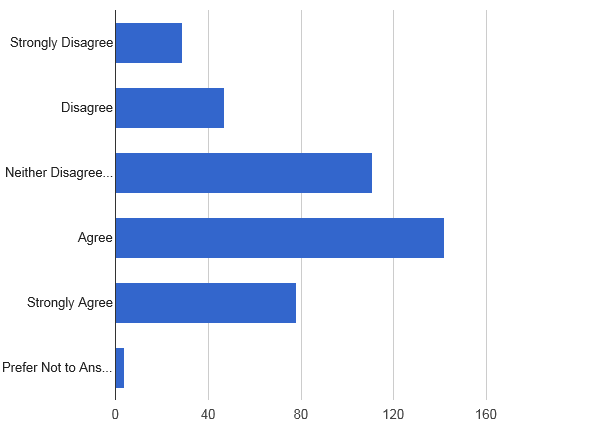 Strongly Disagree
Disagree
Neither Disagree...
Agree
Strongly Agree
Prefer Not to Ans...
0 40 80 120 160